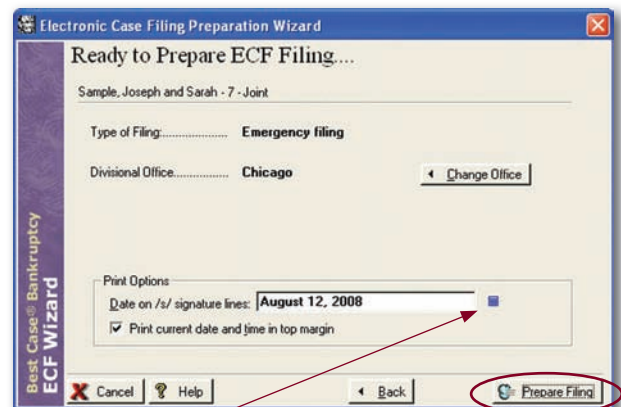 Electronic Case Filing Preparation Wizard
Ready to Prepare ECF Filing....
Sample, Joseph and Sarah - 7 - Joint
Type of Filing:..................... Emergency filing
Divisional Office................. Chicago
Change Office
Best Case® Bankruptcy
ECF Wizard
Print Options
Date on /s/ signature lines: August 12, 2008
Print current date and time in top margin
Cancel Help Back Prepare Filing